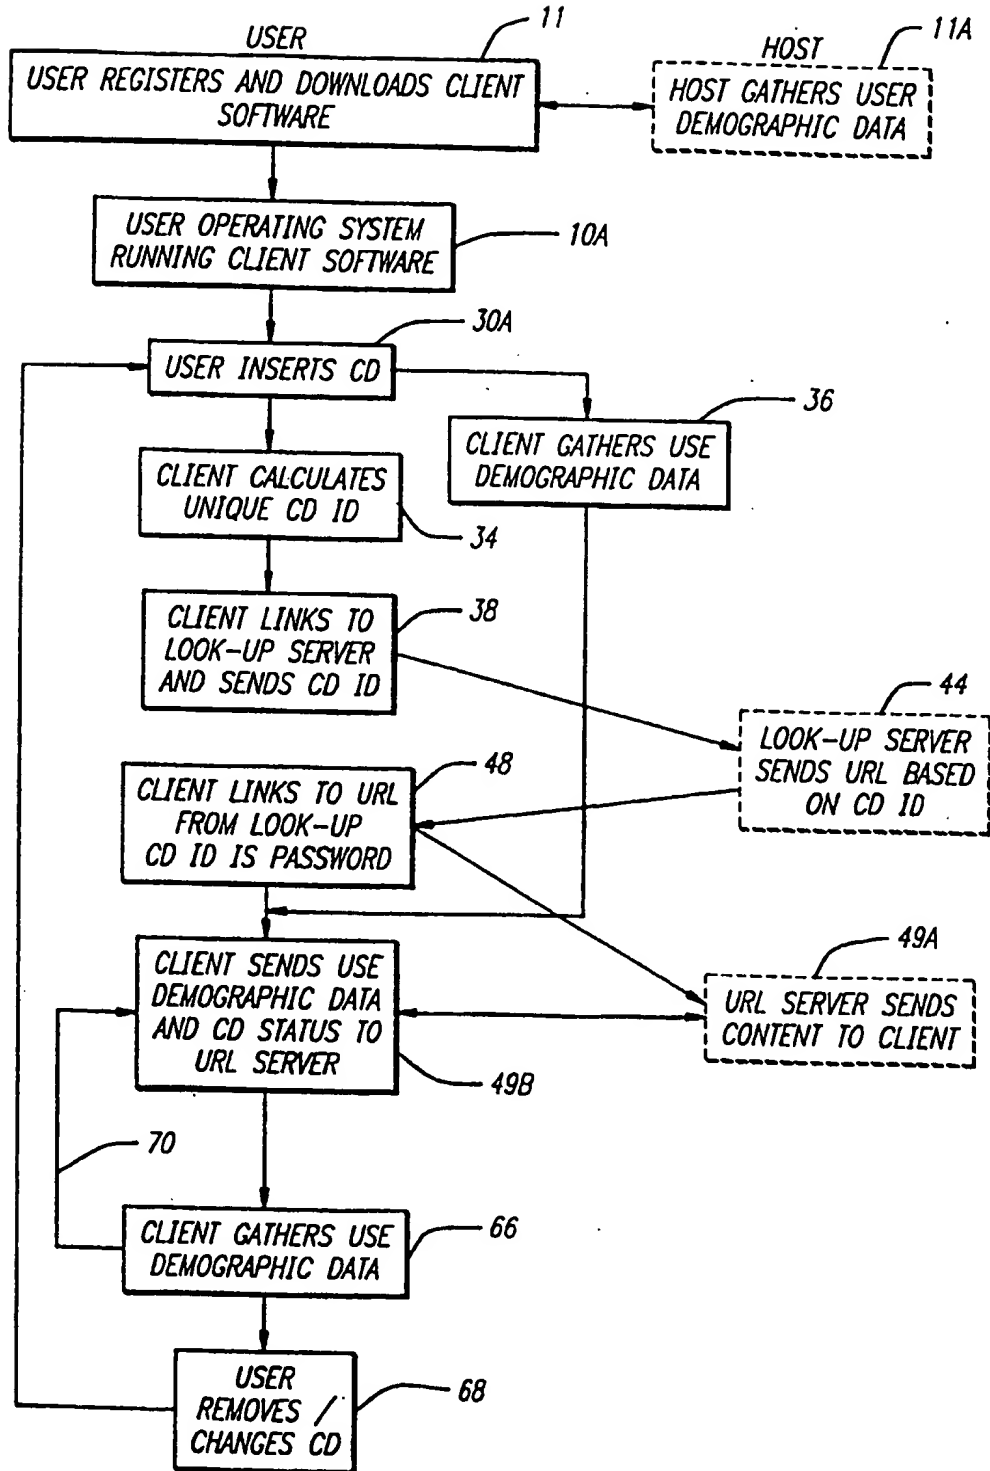 11
USER
USER REGISTERS AND DOWNLOADS CLIENT
SOFTWARE
11A
HOST
HOST GATHERS USER
DEMOGRAPHIC DATA
USER OPERATING SYSTEM
RUNNING CLIENT SOFTWARE
10A
30A
USER INSERTS CD
36
CLIENT GATHERS USE
DEMOGRAPHIC DATA
CLIENT CALCULATES
UNIQUE CD ID
34
CLIENT LINKS TO
LOOK-UP SERVER
AND SENDS CD ID
38
44
LOOK-UP SERVER
SENDS URL BASED
ON CD ID
48
CLIENT LINKS TO URL
FROM LOOK-UP
CD ID IS PASSWORD
CLIENT SENDS USE
DEMOGRAPHIC DATA
AND CD STATUS TO
URL SERVER
49B
49A
URL SERVER SENDS
CONTENT TO CLIENT
70
CLIENT GATHERS USE
DEMOGRAPHIC DATA
66
USER
REMOVES /
CHANGES CD
68